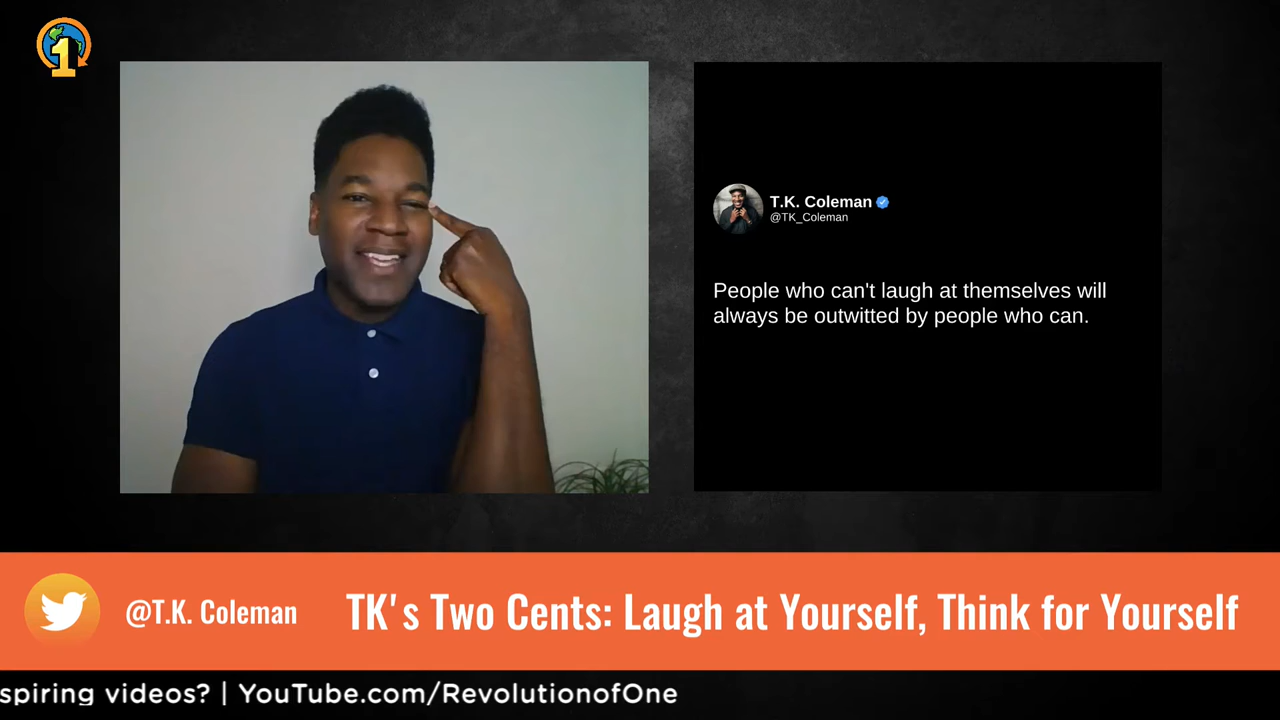 1
T.K. Coleman
@TK_Coleman
People who can't laugh at themselves will
always be outwitted by people who can.
@T.K. Coleman
TK's Two Cents: Laugh at Yourself, Think for Yourself
spiring videos? | YouTube.com/RevolutionofOne